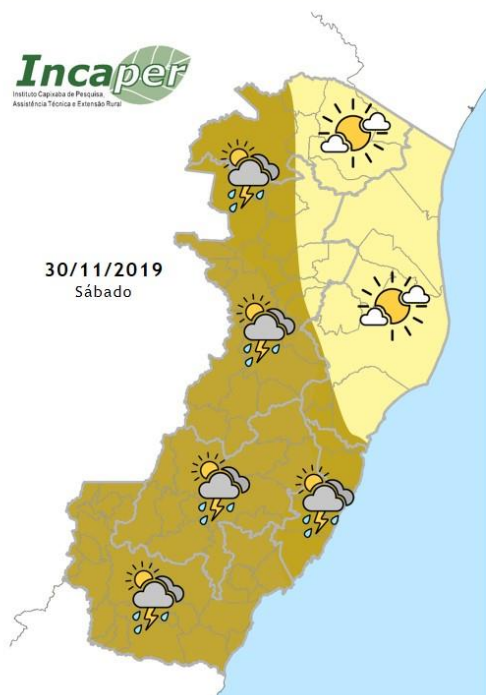 Incaper
Instituto Capixaba de Pesquisa,
Assistência Técnica e Extensão Rural
30/11/2019
Sábado